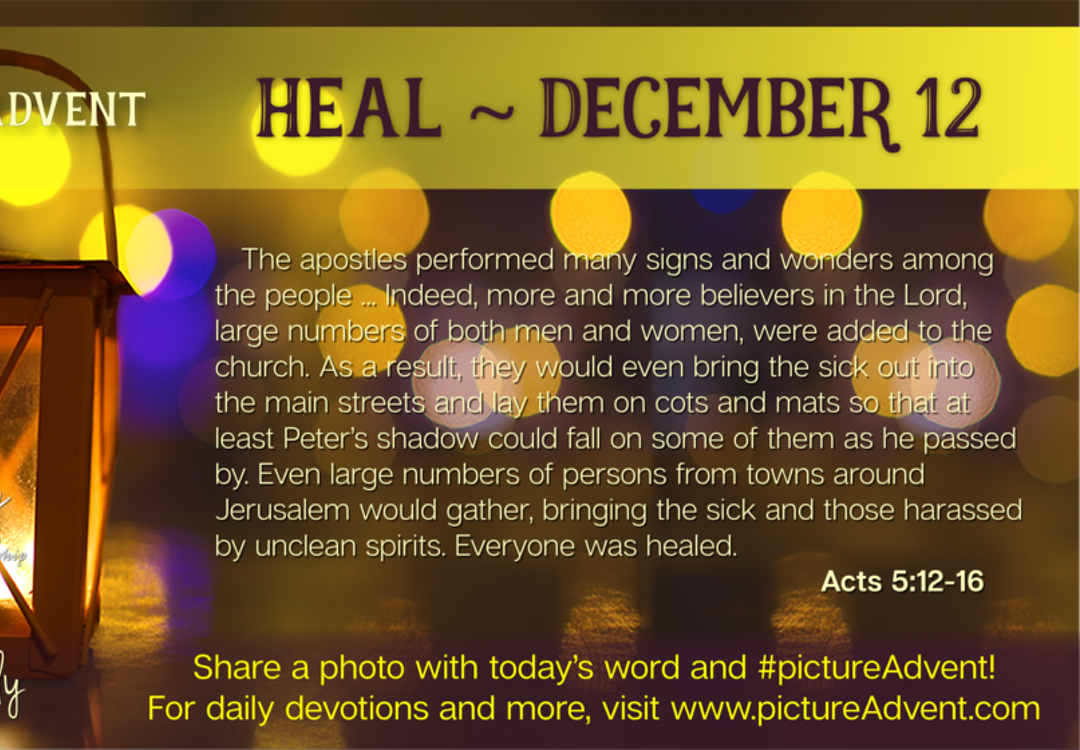 ADVENT
HEAL ~ DECEMBER 12
The apostles performed many signs and wonders among
the people ... Indeed, more and more believers in the Lord,
large numbers of both men and women, were added to the
church. As a result, they would even bring the sick out into
the main streets and lay them on cots and mats so that at
least Peter’s shadow could fall on some of them as he passed
by. Even large numbers of persons from towns around
Jerusalem would gather, bringing the sick and those harassed
by unclean spirits. Everyone was healed.
Acts 5:12-16
Share a photo with today’s word and #pictureAdvent!
For daily devotions and more, visit www.pictureAdvent.com